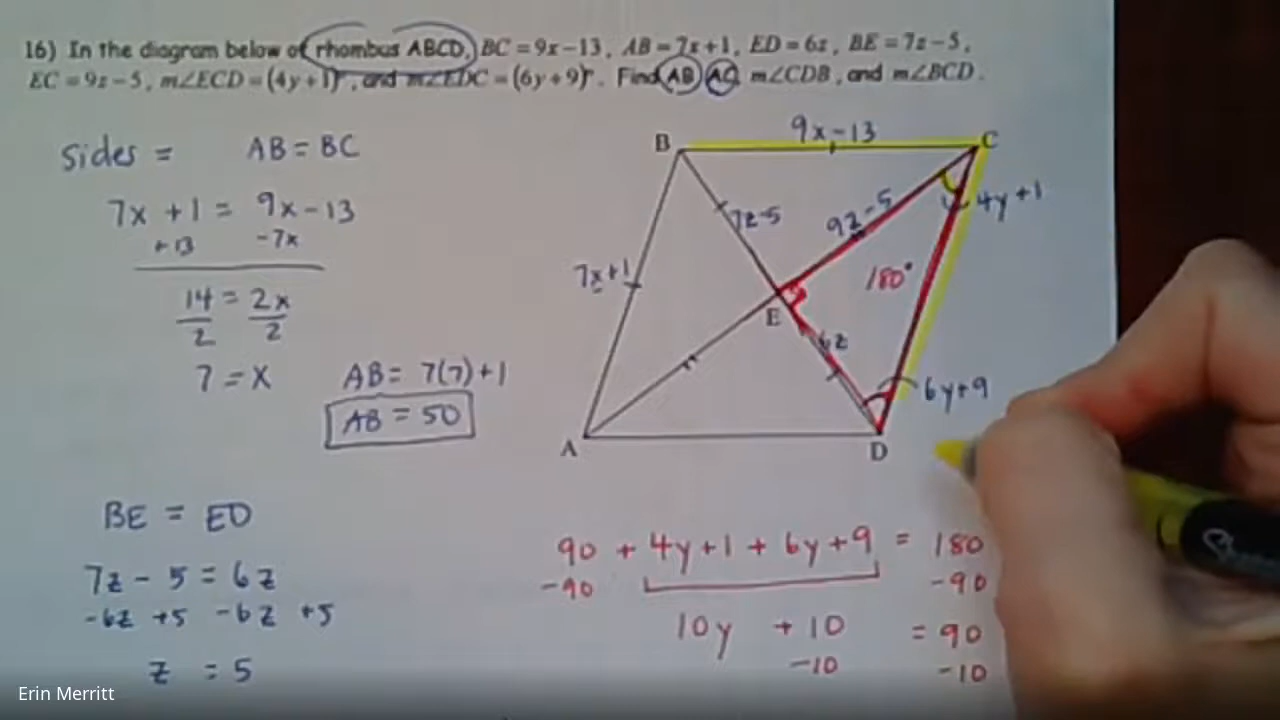 16) In the diagram below of rhombus ABCD, BC = 9x−13, AB = 7x+1, ED = 6z, BE = 7z−5,
EC = 9z−5, m∠ECD = (4y+1)°, and m∠EDC = (6y+9)°. Find AB, AC, m∠CDB, and m∠BCD.
Sides = AB = BC
7x + 1 = 9x − 13
+13 −7x
14 = 2x
2 2
7 = x
AB = 7(7)+1
AB = 50
BE = ED
7z − 5 = 6z
−6z +5 −6z +5
z = 5
9x−13
B
C
7z−5
9z−5
4y+1
7x+1
180°
E
6z
6y+9
A
D
90 + 4y+1 + 6y+9 = 180
−90 −90
10y + 10 = 90
−10 −10
Erin Merritt